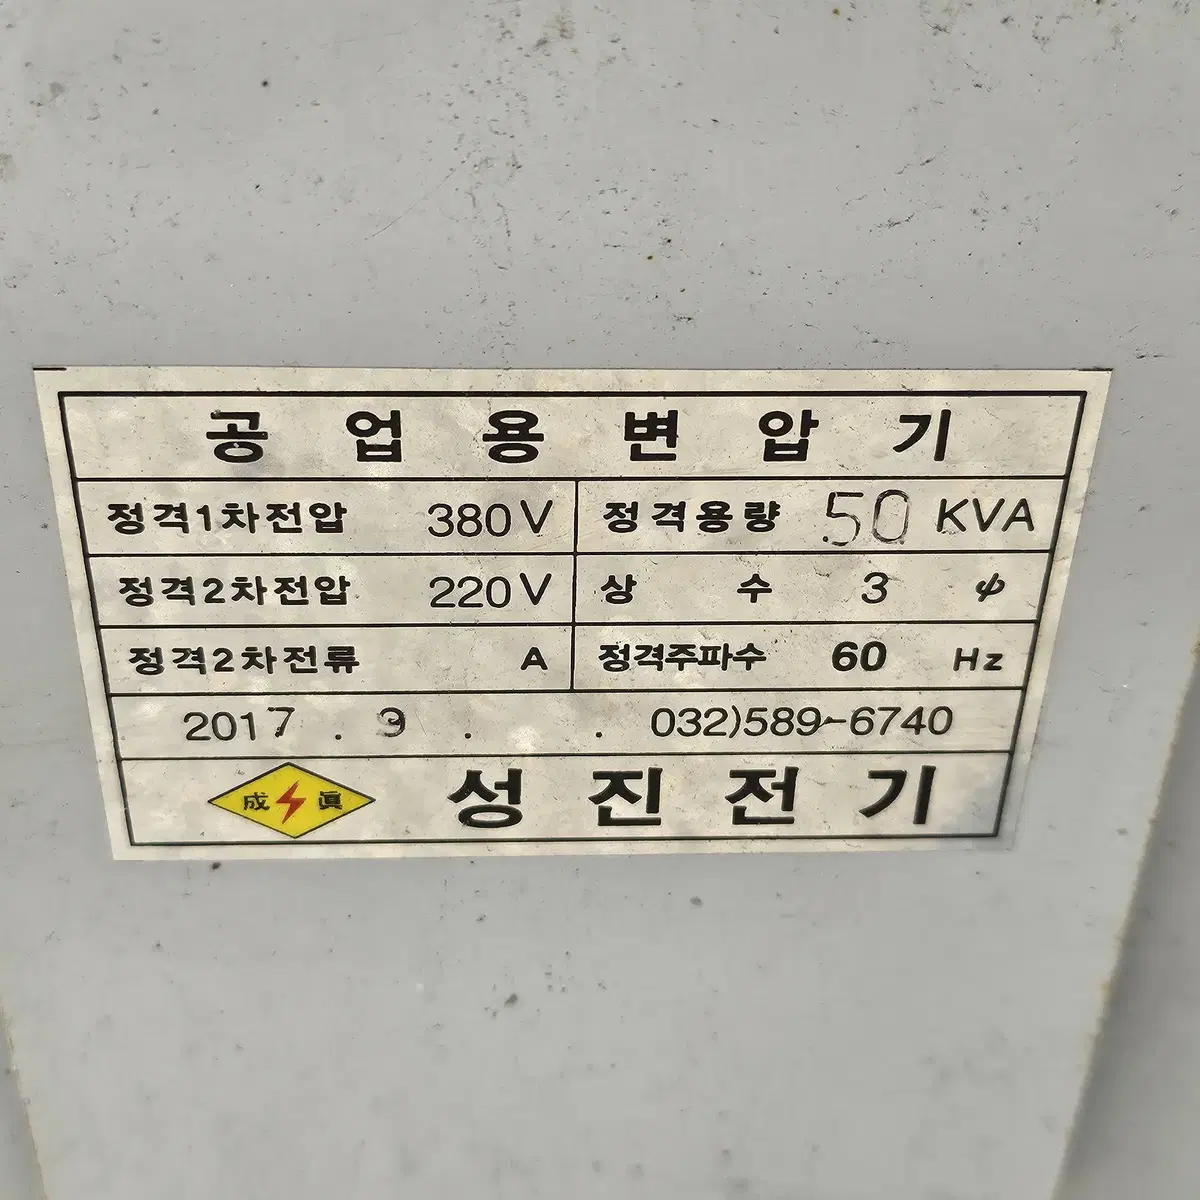 공업용변압기
정격1차전압 380V 정격용량 50 KVA
정격2차전압 220V 상수 3 ψ
정격2차전류 A 정격주파수 60 Hz
2017 . 9 . . 032)589-6740
成眞 성진전기